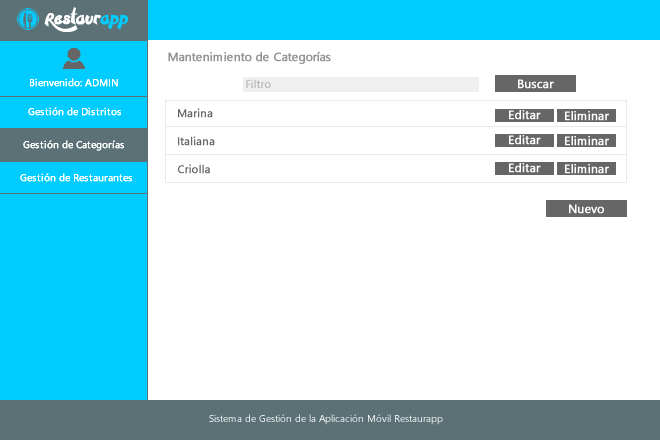 Restaurapp
Bienvenido: ADMIN
Gestión de Distritos
Gestión de Categorías
Gestión de Restaurantes
Mantenimiento de Categorías
Filtro
Buscar
Marina
Editar
Eliminar
Italiana
Editar
Eliminar
Criolla
Editar
Eliminar
Nuevo
Sistema de Gestión de la Aplicación Móvil Restaurapp